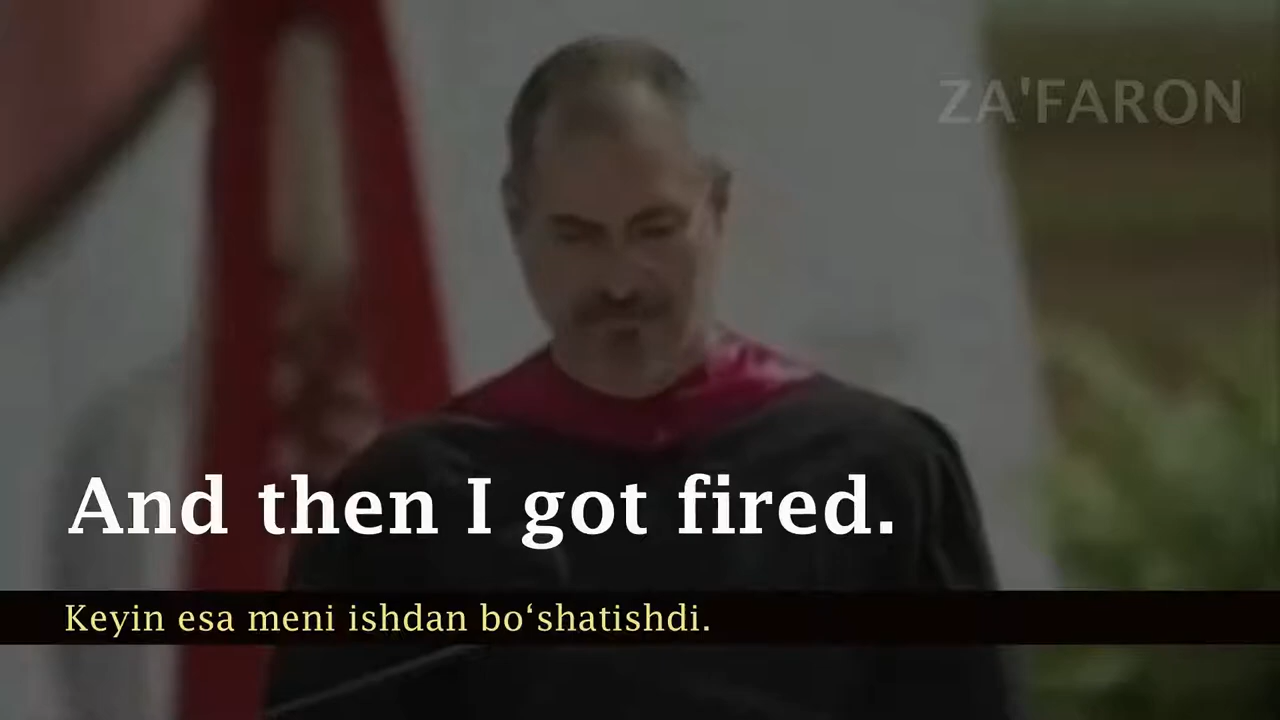 ZA'FARON
And then I got fired.
Keyin esa meni ishdan bo‘shatishdi.